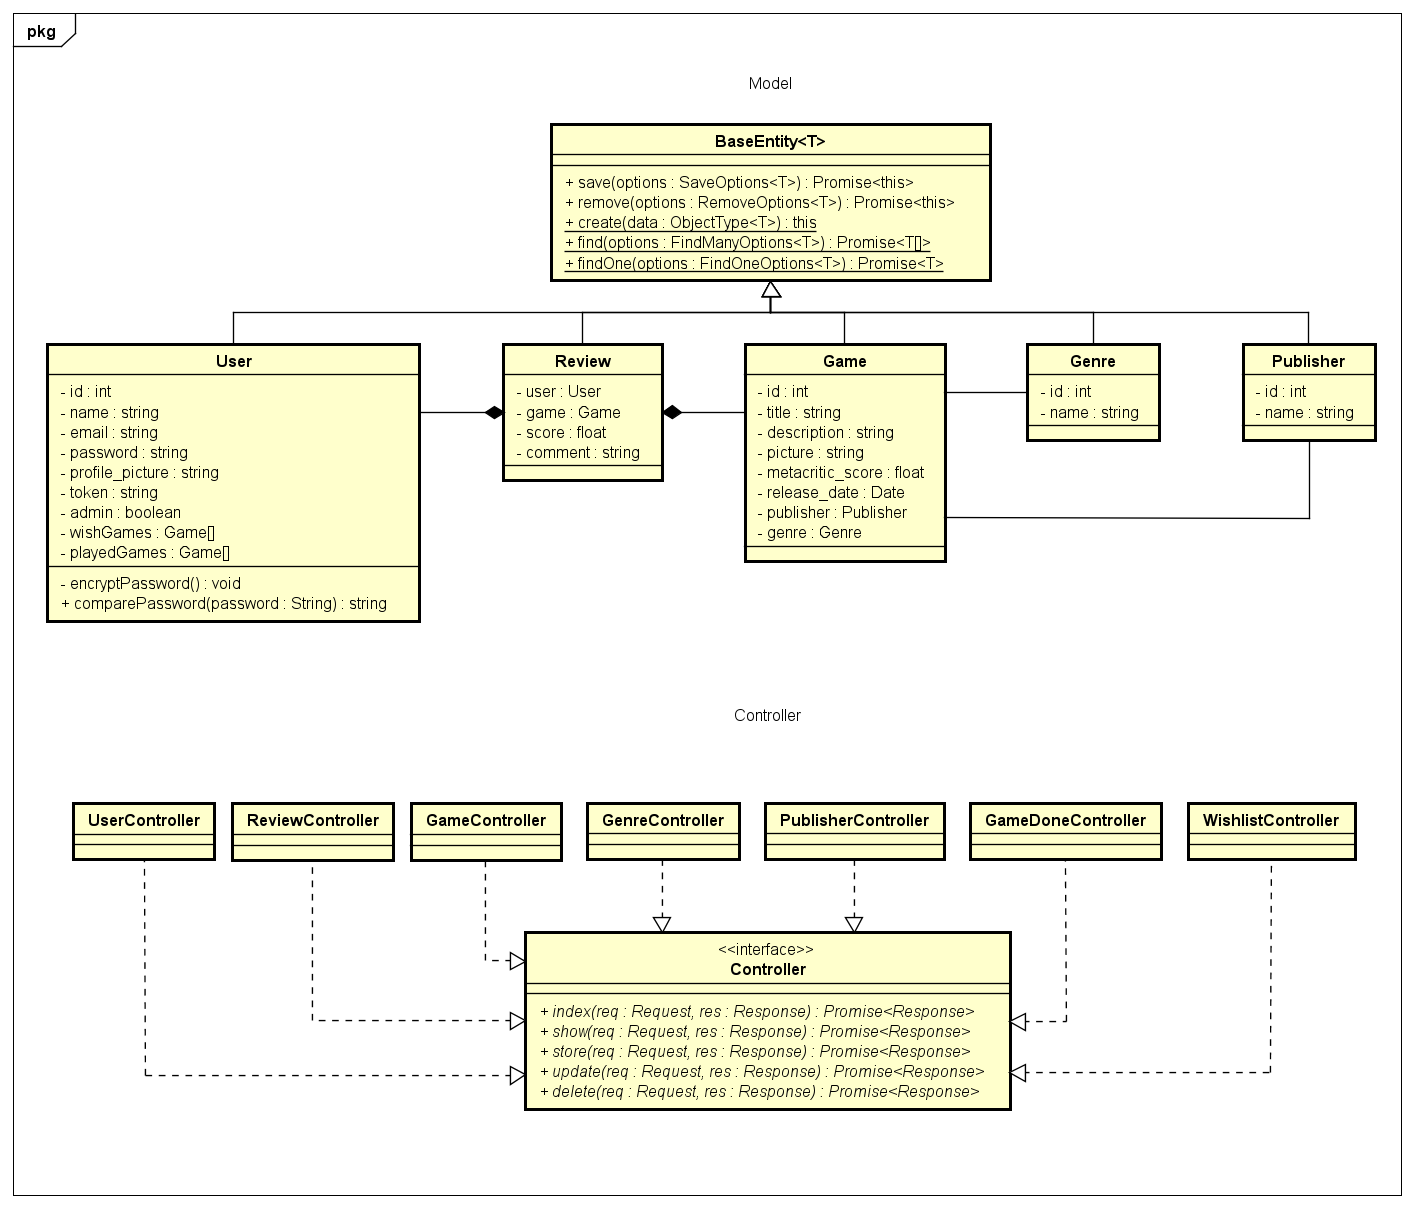 pkg
Model
BaseEntity<T>
+ save(options : SaveOptions<T>) : Promise<this>
+ remove(options : RemoveOptions<T>) : Promise<this>
+ create(data : ObjectType<T>) : this
+ find(options : FindManyOptions<T>) : Promise<T[]>
+ findOne(options : FindOneOptions<T>) : Promise<T>
User
- id : int
- name : string
- email : string
- password : string
- profile_picture : string
- token : string
- admin : boolean
- wishGames : Game[]
- playedGames : Game[]
- encryptPassword() : void
+ comparePassword(password : String) : string
Review
- user : User
- game : Game
- score : float
- comment : string
Game
- id : int
- title : string
- description : string
- picture : string
- metacritic_score : float
- release_date : Date
- publisher : Publisher
- genre : Genre
Genre
- id : int
- name : string
Publisher
- id : int
- name : string
Controller
UserController
ReviewController
GameController
GenreController
PublisherController
GameDoneController
WishlistController
<<interface>>
Controller
+ index(req : Request, res : Response) : Promise<Response>
+ show(req : Request, res : Response) : Promise<Response>
+ store(req : Request, res : Response) : Promise<Response>
+ update(req : Request, res : Response) : Promise<Response>
+ delete(req : Request, res : Response) : Promise<Response>